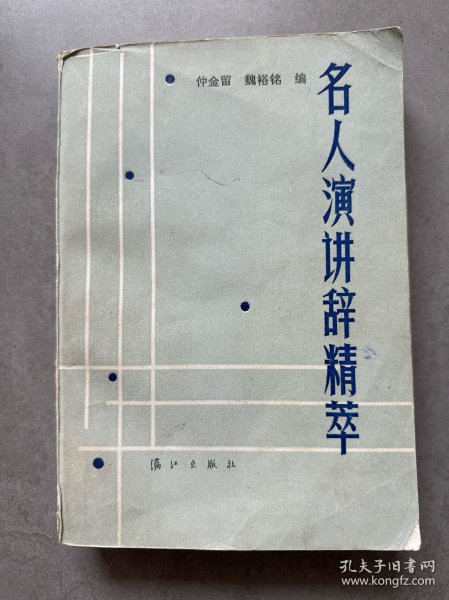 仲金留 魏裕铭 编
名人演讲辞精萃
漓江出版社
孔夫子旧书网
www.kongfz.com